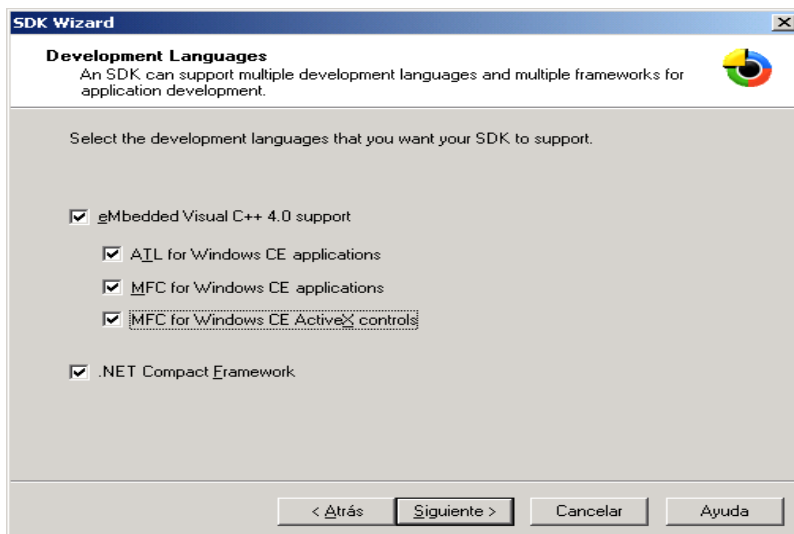 SDK Wizard
Development Languages
An SDK can support multiple development languages and multiple frameworks for
application development.
Select the development languages that you want your SDK to support.
eMbedded Visual C++ 4.0 support
ATL for Windows CE applications
MFC for Windows CE applications
MFC for Windows CE ActiveX controls
.NET Compact Framework
< Atrás
Siguiente >
Cancelar
Ayuda